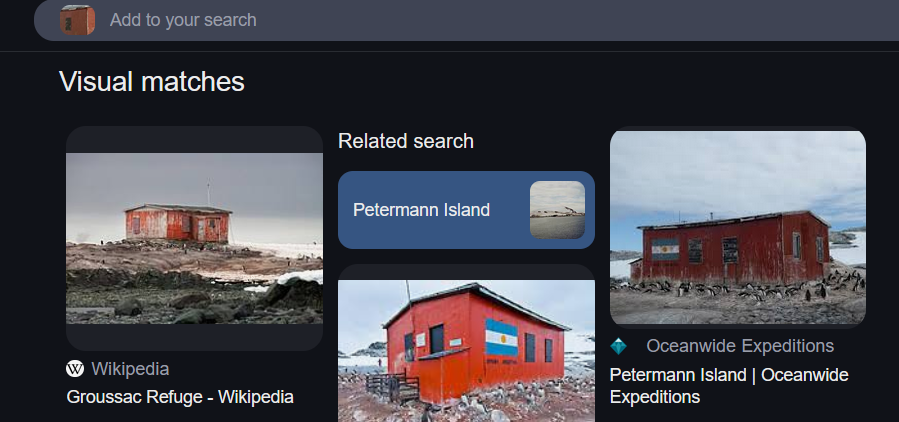 Add to your search
Visual matches
Related search
Petermann Island
Wikipedia
Groussac Refuge - Wikipedia
Oceanwide Expeditions
Petermann Island | Oceanwide
Expeditions